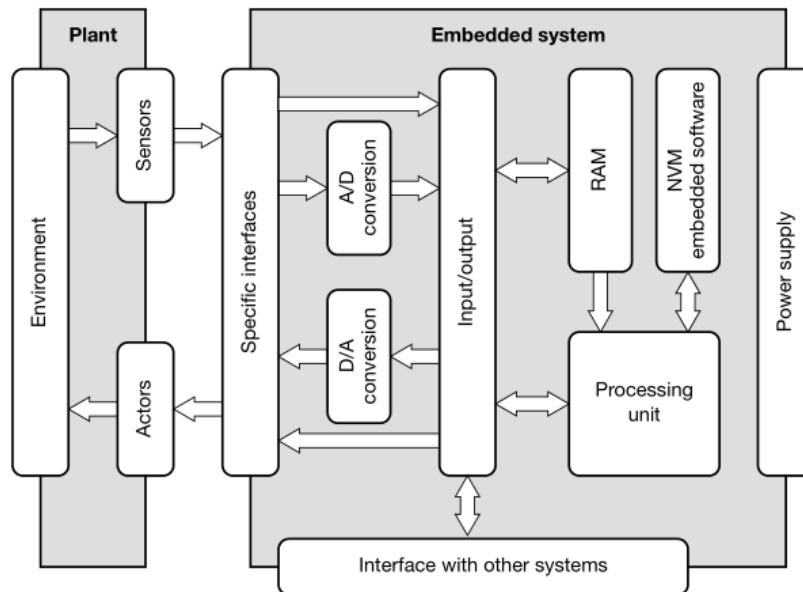 Plant
Embedded system
Environment
Sensors
Actors
Specific interfaces
A/D
conversion
D/A
conversion
Input/output
RAM
NVM
embedded software
Processing
unit
Power supply
Interface with other systems